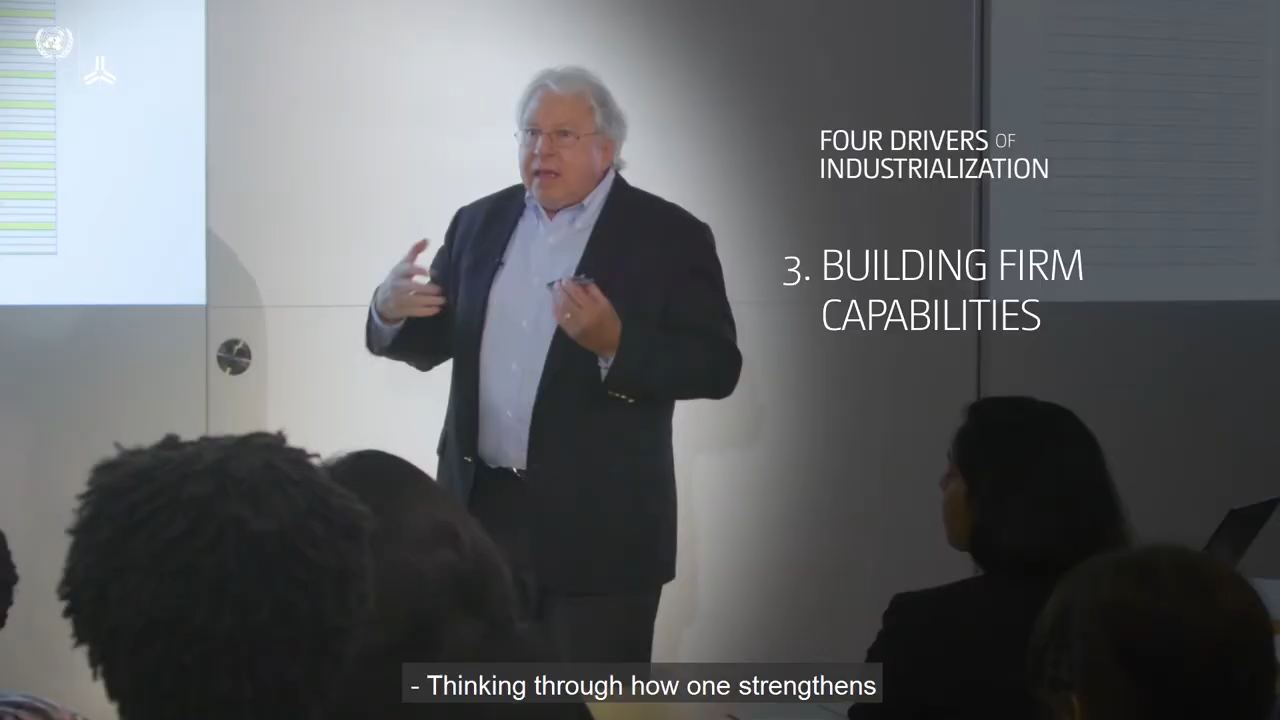 FOUR DRIVERS OF
INDUSTRIALIZATION
3. BUILDING FIRM
CAPABILITIES
- Thinking through how one strengthens